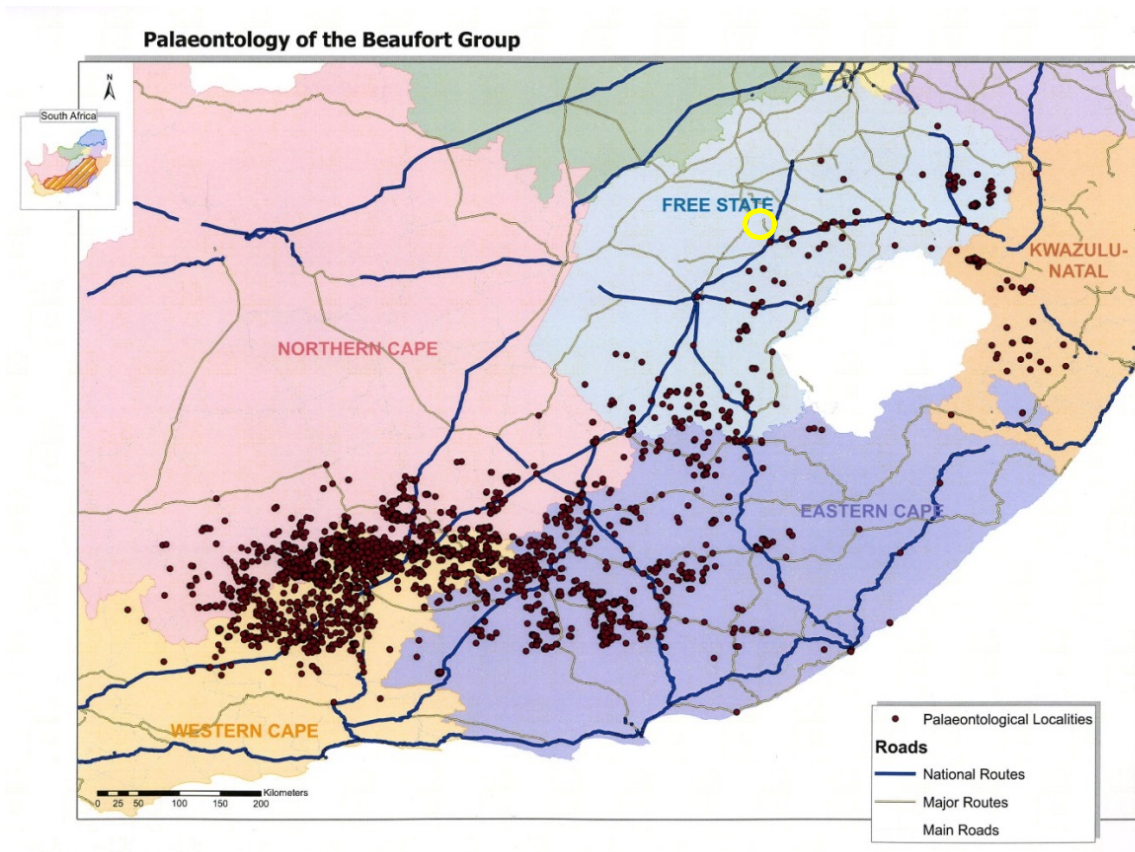 Palaeontology of the Beaufort Group
N
South Africa
FREE STATE
KWAZULU-
NATAL
NORTHERN CAPE
EASTERN CAPE
WESTERN CAPE
Palaeontological Localities
Roads
National Routes
Major Routes
Main Roads
Kilometers
0 25 50 100 150 200